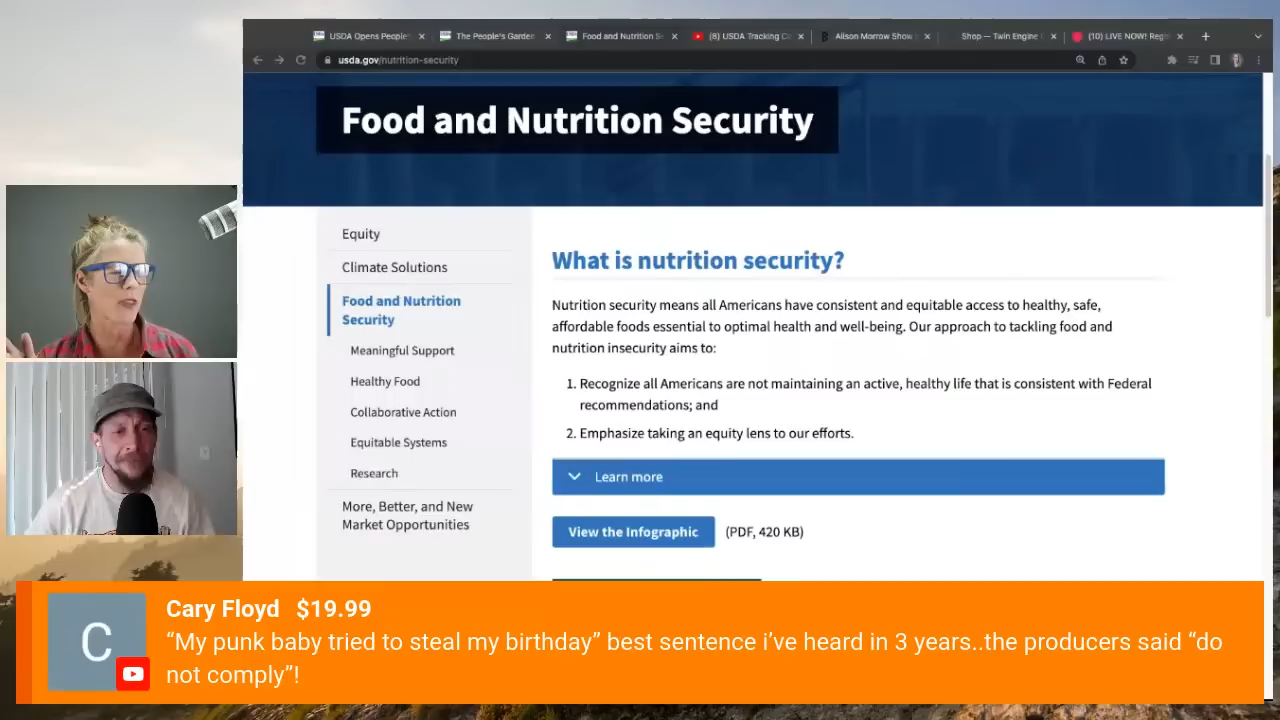 USDA Opens People'
The People's Garden
Food and Nutrition S
(8) USDA Tracking C
Alison Morrow Show
Shop — Twin Engine
(10) LIVE NOW! Reg
usda.gov/nutrition-security
Food and Nutrition Security
Equity
Climate Solutions
Food and Nutrition
Security
Meaningful Support
Healthy Food
Collaborative Action
Equitable Systems
Research
More, Better, and New
Market Opportunities
What is nutrition security?
Nutrition security means all Americans have consistent and equitable access to healthy, safe,
affordable foods essential to optimal health and well-being. Our approach to tackling food and
nutrition insecurity aims to:
1. Recognize all Americans are not maintaining an active, healthy life that is consistent with Federal
recommendations; and
2. Emphasize taking an equity lens to our efforts.
Learn more
View the Infographic (PDF, 420 KB)
C
Cary Floyd $19.99
“My punk baby tried to steal my birthday” best sentence i’ve heard in 3 years..the producers said “do
not comply”!